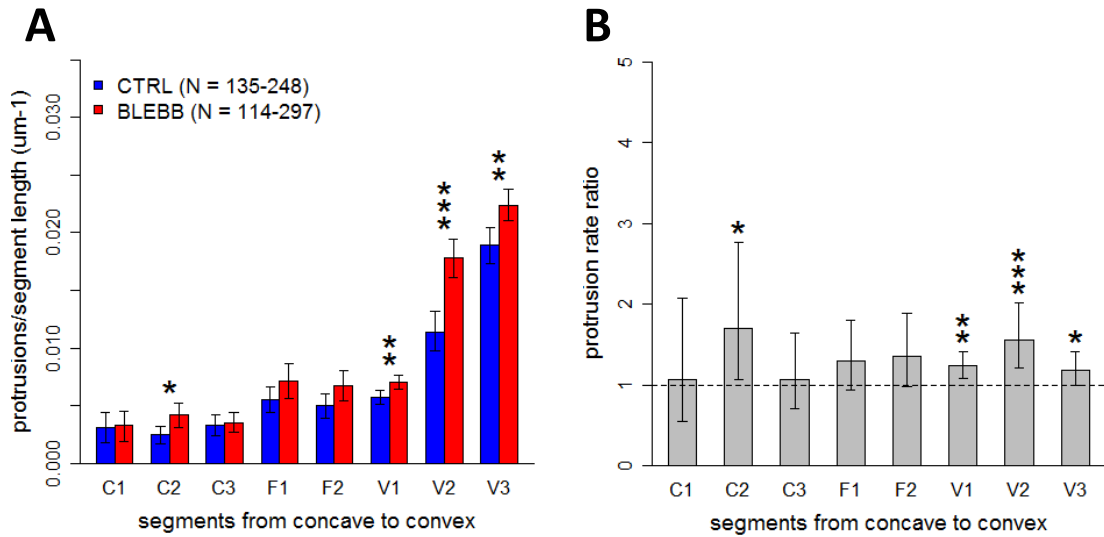 A
protrusions/segment length (um-1)
0.000
0.010
0.020
0.030
CTRL (N = 135-248)
BLEBB (N = 114-297)
*
**
***
**
C1 C2 C3 F1 F2 V1 V2 V3
segments from concave to convex
B
protrusion rate ratio
0
1
2
3
4
5
*
**
***
*
C1 C2 C3 F1 F2 V1 V2 V3
segments from concave to convex